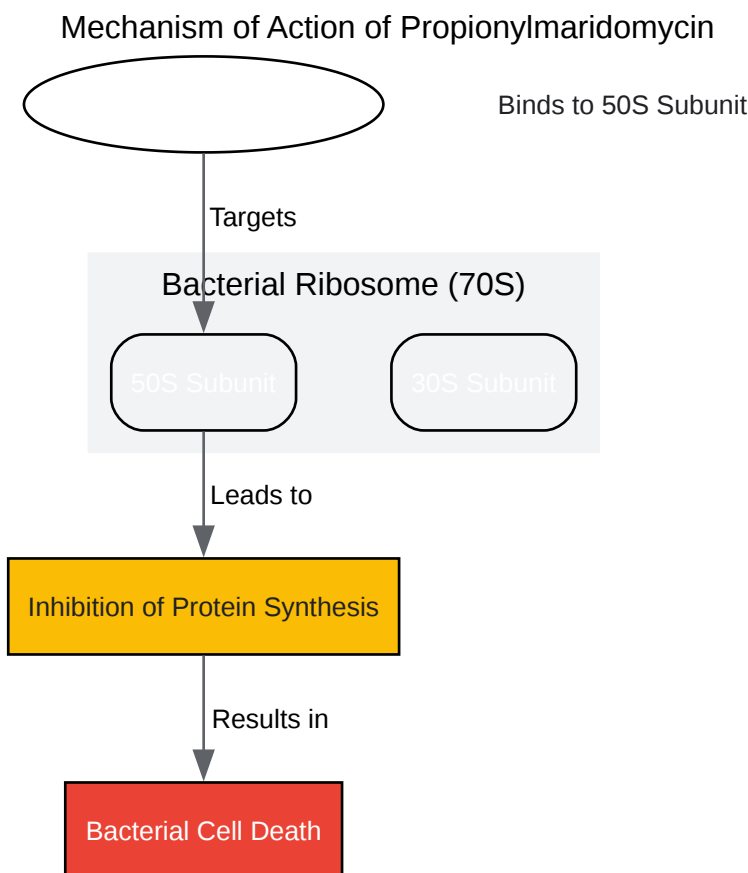 Mechanism of Action of Propionylmaridomycin
Binds to 50S Subunit
Targets
Bacterial Ribosome (70S)
50S Subunit
30S Subunit
Leads to
Inhibition of Protein Synthesis
Results in
Bacterial Cell Death